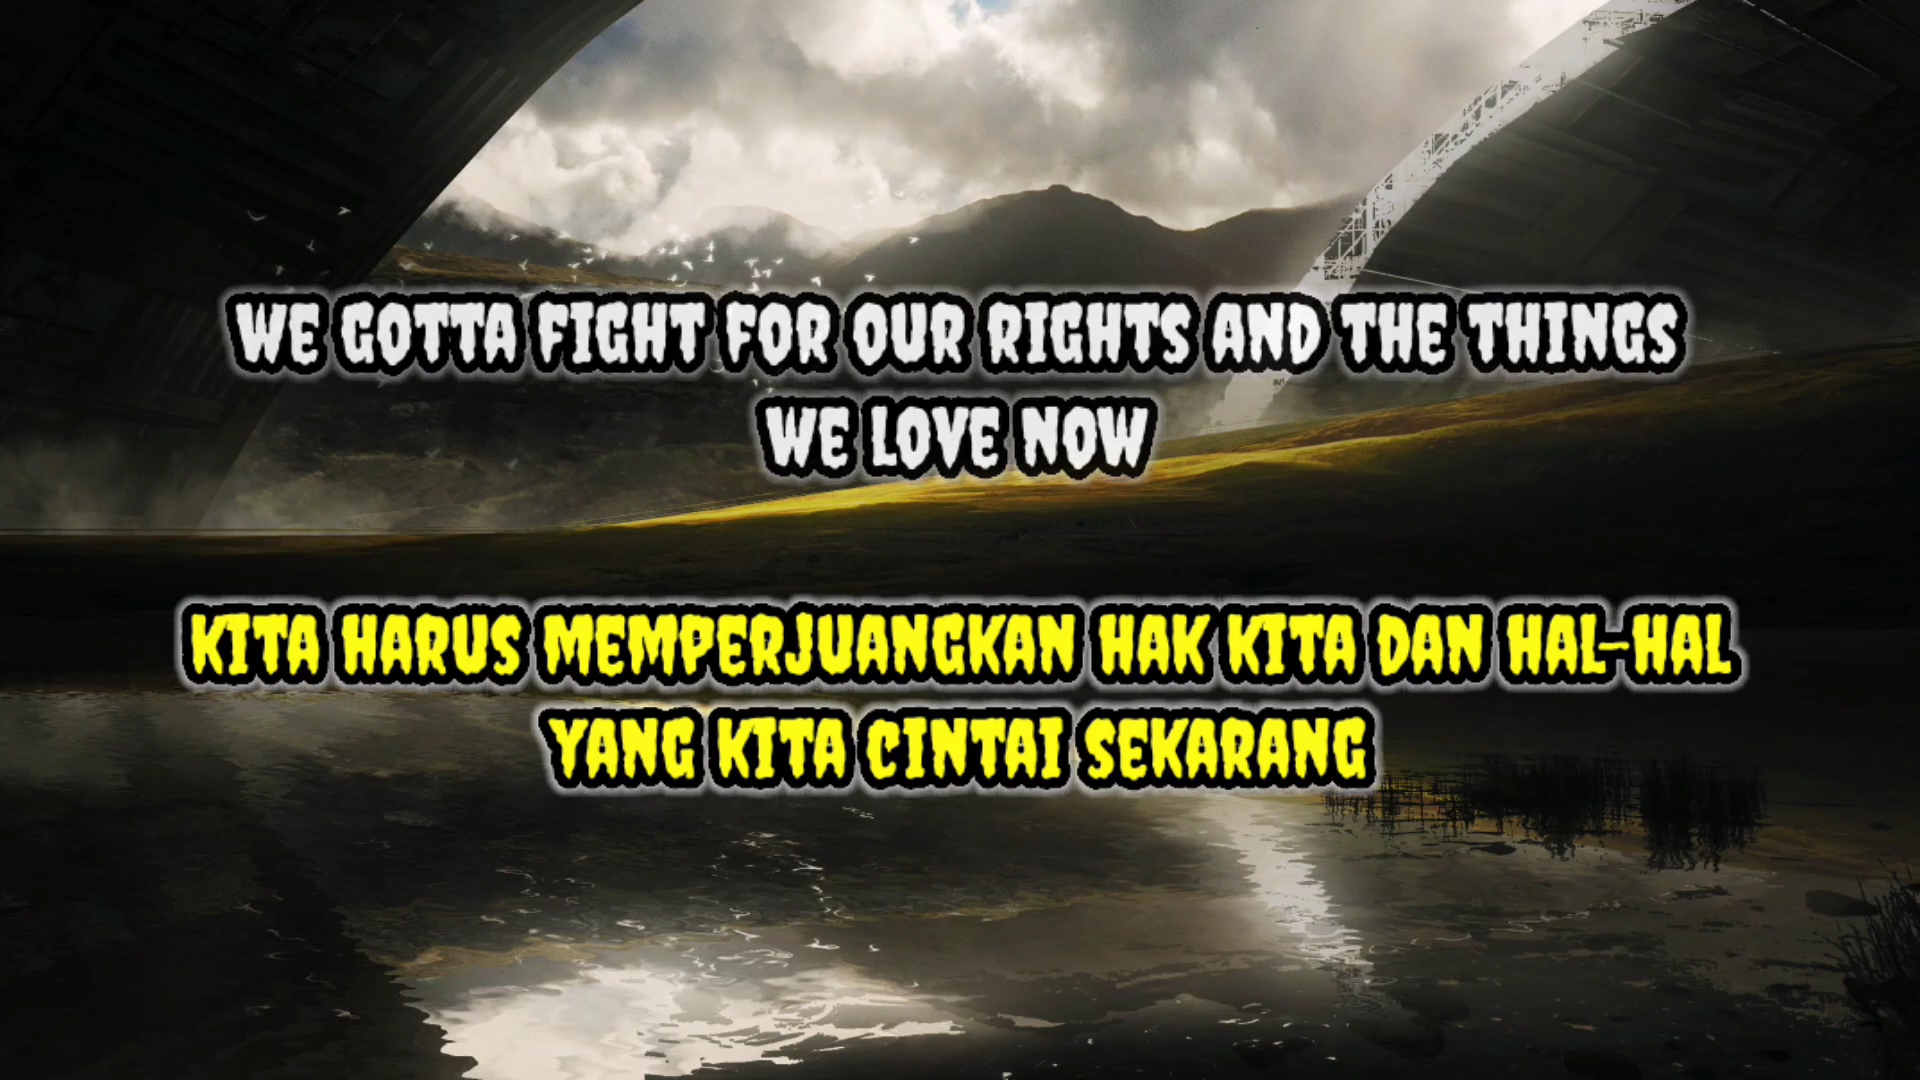 WE GOTTA FIGHT FOR OUR RIGHTS AND THE THINGS
WE LOVE NOW
KITA HARUS MEMPERJUANGKAN HAK KITA DAN HAL-HAL
YANG KITA CINTAI SEKARANG